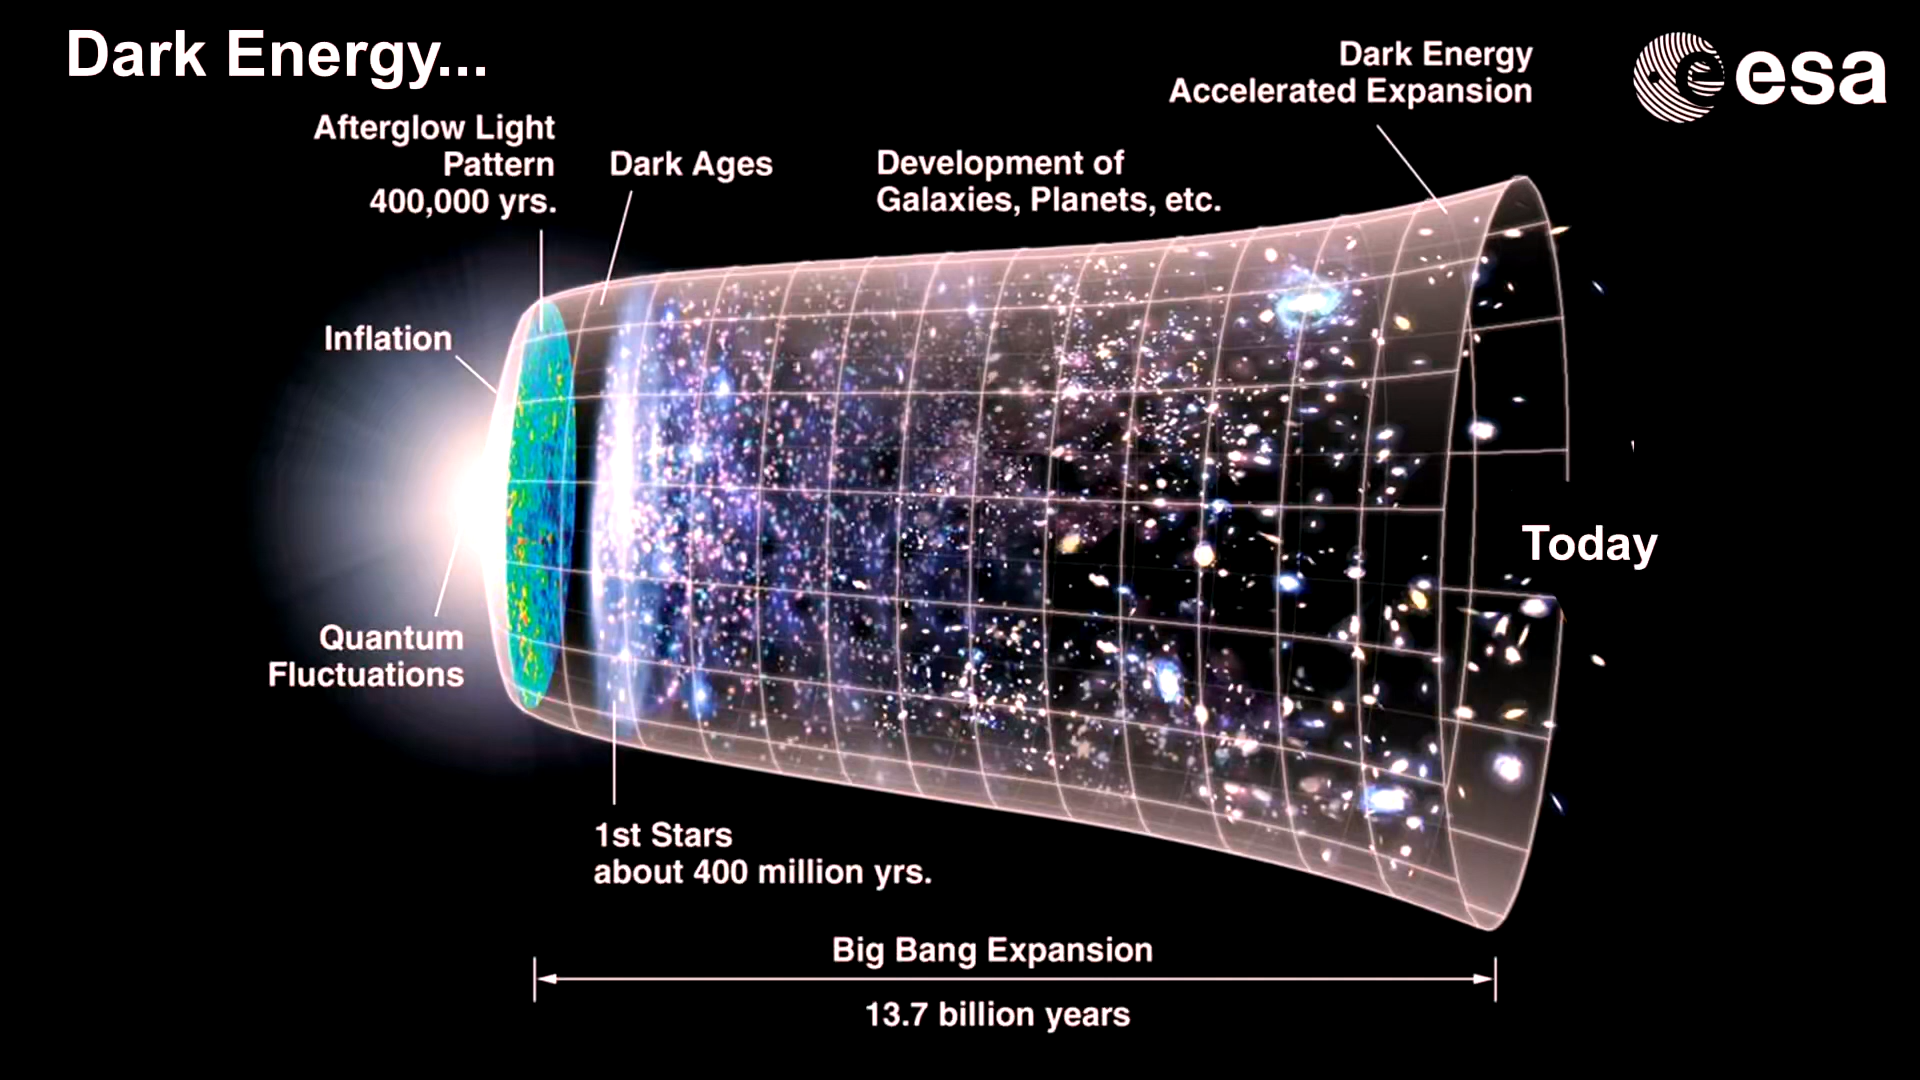 Dark Energy...
esa
Dark Energy
Accelerated Expansion
Afterglow Light
Pattern
400,000 yrs.
Dark Ages
Development of
Galaxies, Planets, etc.
Inflation
Quantum
Fluctuations
Today
1st Stars
about 400 million yrs.
Big Bang Expansion
13.7 billion years